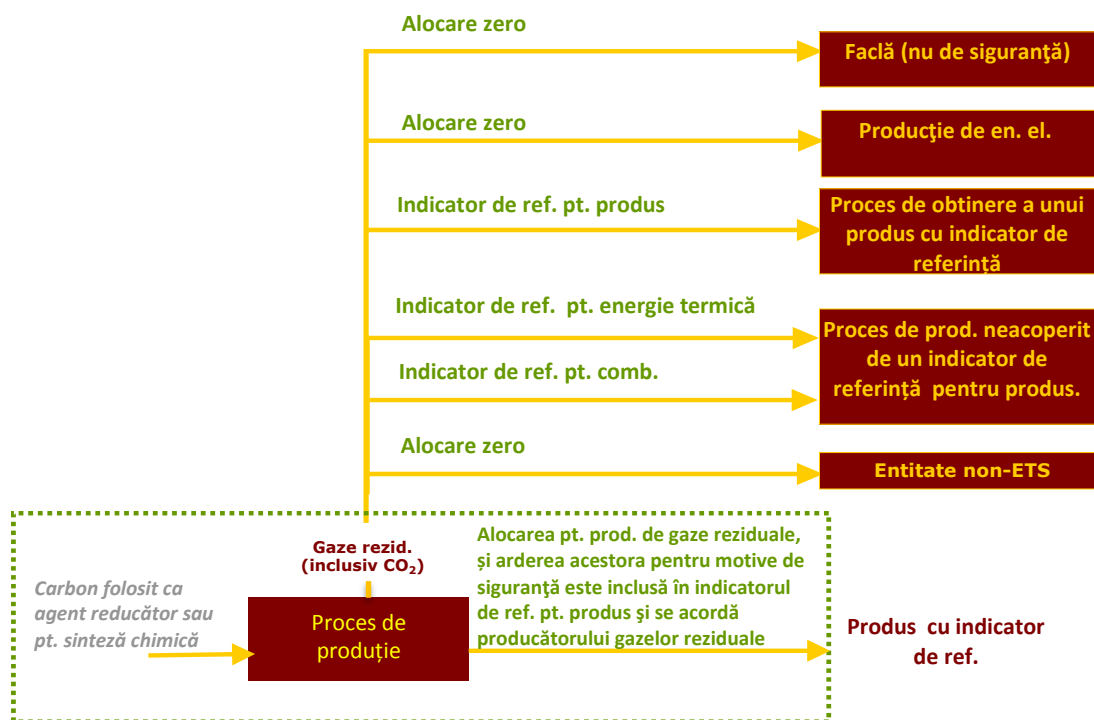 Alocare zero
Faclă (nu de siguranţă)
Alocare zero
Producţie de en. el.
Indicator de ref. pt. produs
Proces de obtinere a unui
produs cu indicator de
referință
Indicator de ref.  pt. energie termică
Proces de prod. neacoperit
de un indicator de
referință  pentru produs.
Indicator de ref. pt. comb.
Alocare zero
Entitate non-ETS
Gaze rezid.
(inclusiv CO₂)
Alocarea pt. prod. de gaze reziduale,
și arderea acestora pentru motive de
siguranţă este inclusă în indicatorul
de ref. pt. produs şi se acordă
producătorului gazelor reziduale
Carbon folosit ca
agent reducător sau
pt. sinteză chimică
Proces de
produție
Produs  cu indicator
de ref.